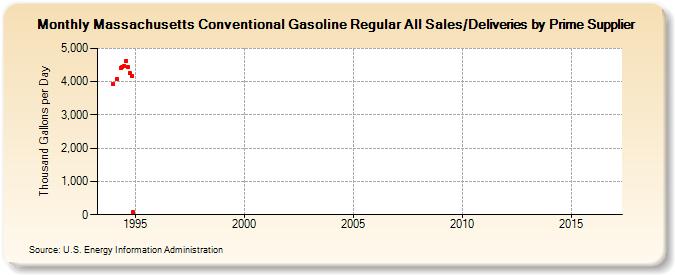 Monthly Massachusetts Conventional Gasoline Regular All Sales/Deliveries by Prime Supplier
Thousand Gallons per Day
5,000
4,000
3,000
2,000
1,000
0
1995 2000 2005 2010 2015
Source: U.S. Energy Information Administration